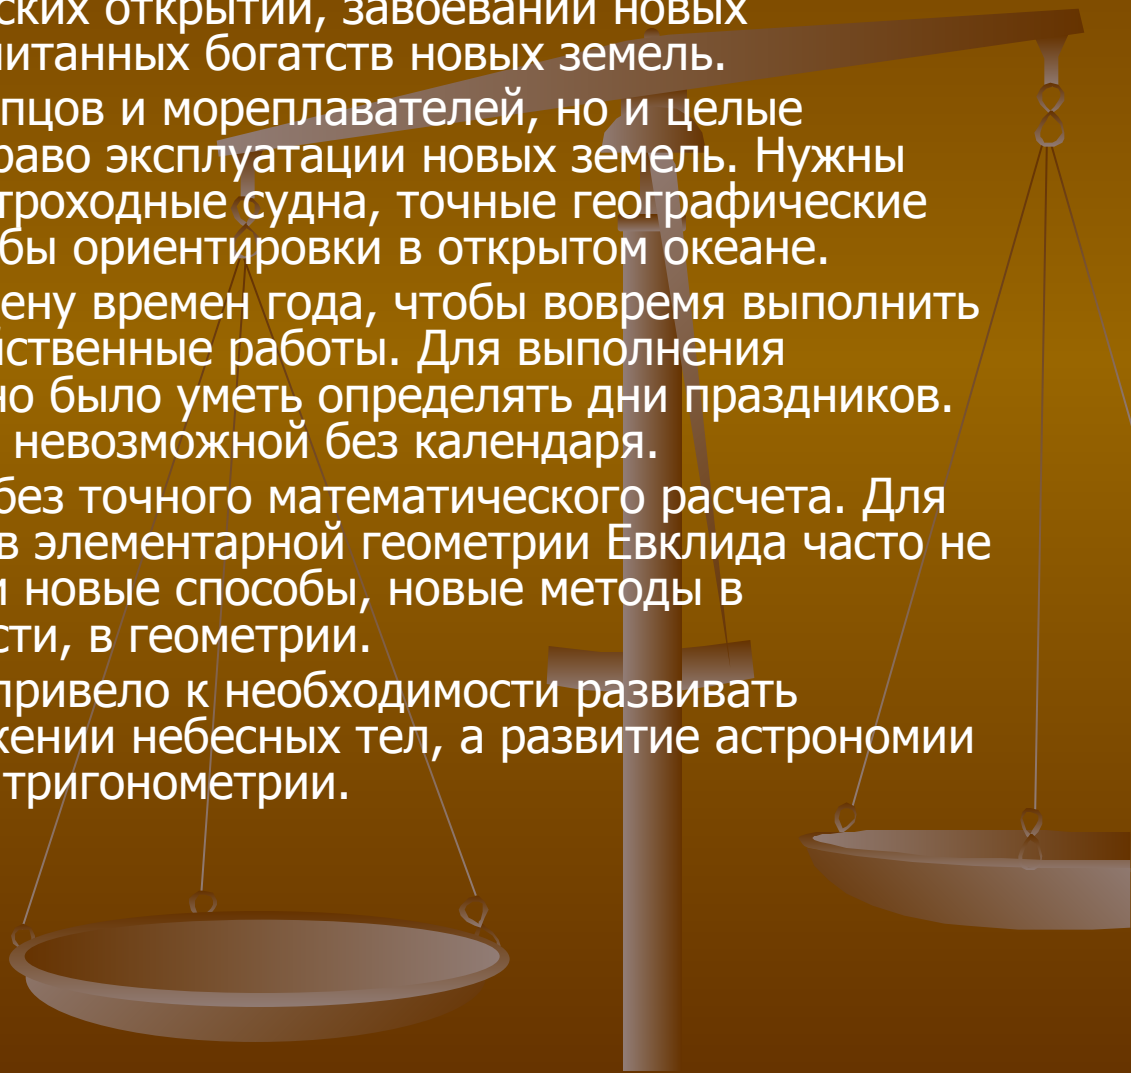 ских открытий, завоеваний новых
итанных богатств новых земель.
пцов и мореплавателей, но и целые
раво эксплуатации новых земель. Нужны
троходные судна, точные географические
бы ориентировки в открытом океане.
ену времен года, чтобы вовремя выполнить
йственные работы. Для выполнения
но было уметь определять дни праздников.
невозможной без календаря.
без точного математического расчета. Для
в элементарной геометрии Евклида часто не
и новые способы, новые методы в
сти, в геометрии.
привело к необходимости развивать
жении небесных тел, а развитие астрономии
тригонометрии.